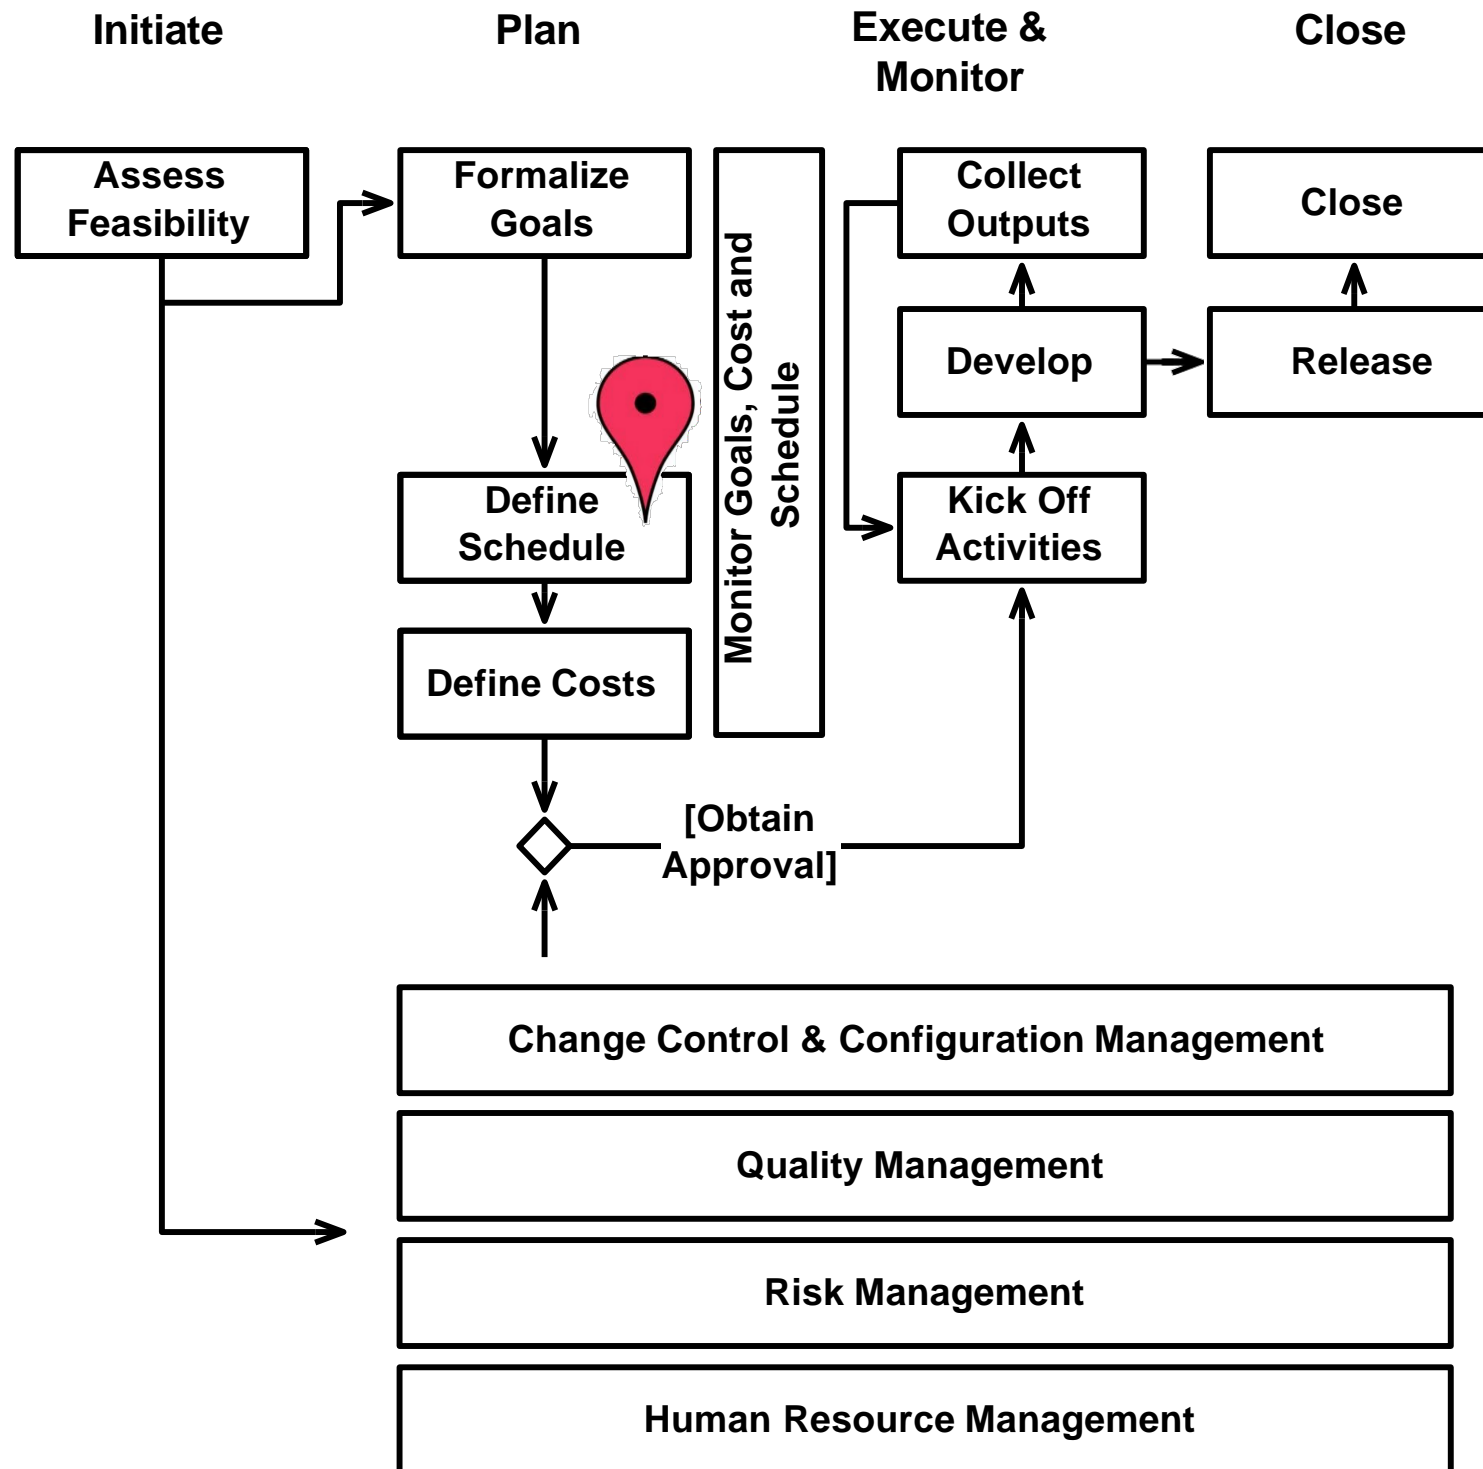 Initiate
Plan
Execute &
Monitor
Close
Assess
Feasibility
Formalize
Goals
Monitor Goals, Cost and
Schedule
Collect
Outputs
Close
Develop
Release
Define
Schedule
Kick Off
Activities
Define Costs
[Obtain
Approval]
Change Control & Configuration Management
Quality Management
Risk Management
Human Resource Management